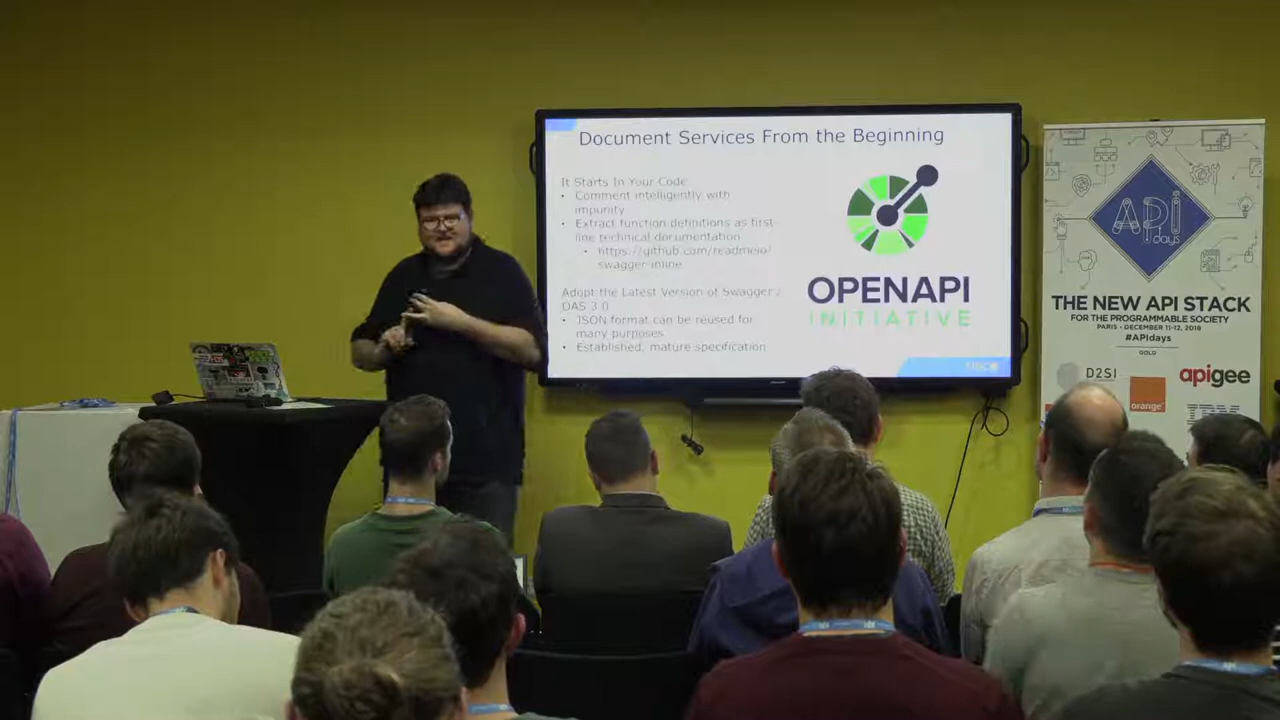 Document Services From the Beginning
It Starts In Your Code
• Comment intelligently with
impunity
• Extract function definitions as first-
line technical documentation
• https://github.com/readmeio/
swagger-inline
Adopt the Latest Version of Swagger /
OAS 3.0
• JSON format can be reused for
many purposes
• Established, mature specification
OPENAPI
INITIATIVE
TIBCO
API
days
THE NEW API STACK
FOR THE PROGRAMMABLE SOCIETY
PARIS • DECEMBER 11-12, 2018
#APIdays
GOLD
D2SI
orange
apigee
IBM